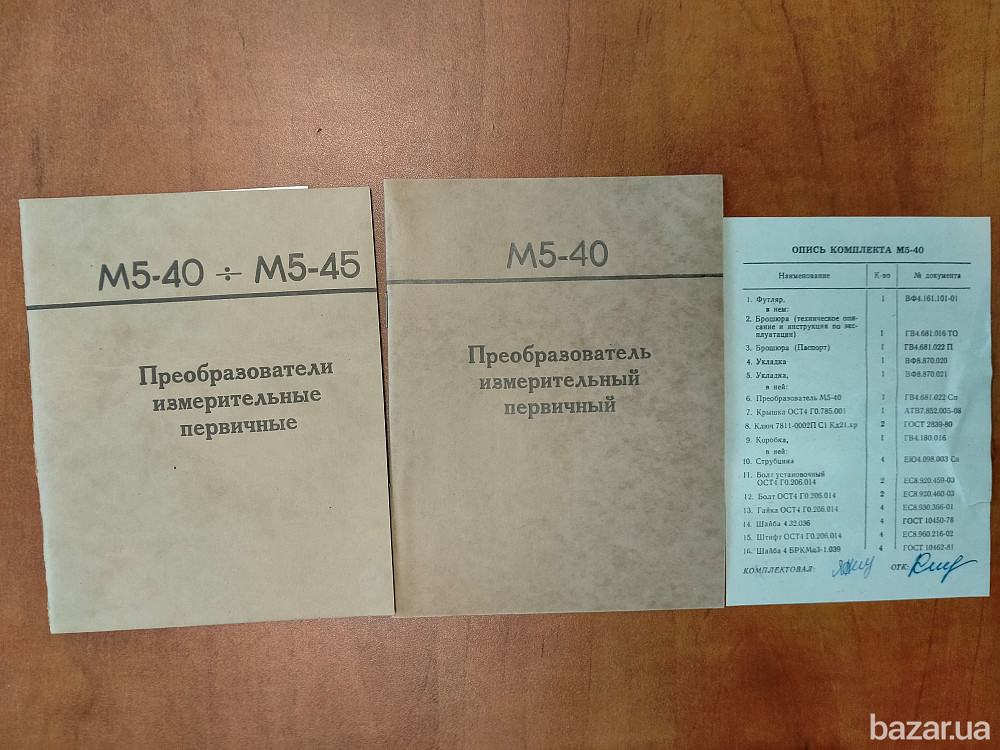 М5-40 ÷ М5-45
Преобразователи
измерительные
первичные
М5-40
Преобразователь
измерительный
первичный
ОПИСЬ КОМПЛЕКТА М5-40
Наименование К-во № документа
1. Футляр, 1 ВФ4.161.101-01
в нем:
2. Брошюра (техническое опи-
сание и инструкция по экс-
плуатации) 1 ГВ4.681.016 ТО
3. Брошюра (Паспорт) 1 ГВ4.681.022 П
4. Укладка 1 ВФ8.870.020
5. Укладка, 1 ВФ8.870.021
в ней:
6. Преобразователь М5-40 1 ГВ4.681.022 Сп
7. Крышка ОСТ4 Г0.785.001 1 АТВ7.852.005-08
8. Ключ 7811-0002П С1 Кд21.хр 2 ГОСТ 2839-80
9. Коробка, 1 ГВ4.180.016
в ней:
10. Струбцина 4 ЕЮ4.098.003 Сп
11. Болт установочный
ОСТ4 Г0.206.014 2 ЕС8.920.459-03
12. Болт ОСТ4 Г0.206.014 2 ЕС8.920.460-03
13. Гайка ОСТ4 Г0.206.014 4 ЕС8.930.366-01
14. Шайба 4.32.036 4 ГОСТ 10450-78
15. Штифт ОСТ4 Г0.206.014 4 ЕС8.960.216-02
16. Шайба 4 БРКМц3-1.039 4 ГОСТ 10462-81
КОМПЛЕКТОВАЛ: ОТК:
bazar.ua